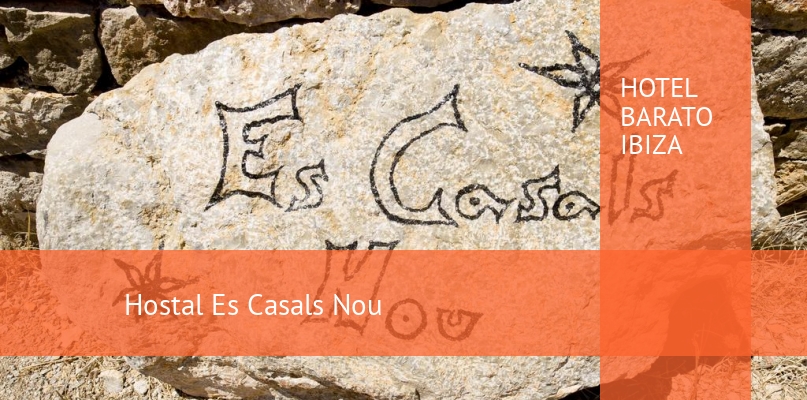 Es Casals
Nou
HOTEL
BARATO
IBIZA
Hostal Es Casals Nou